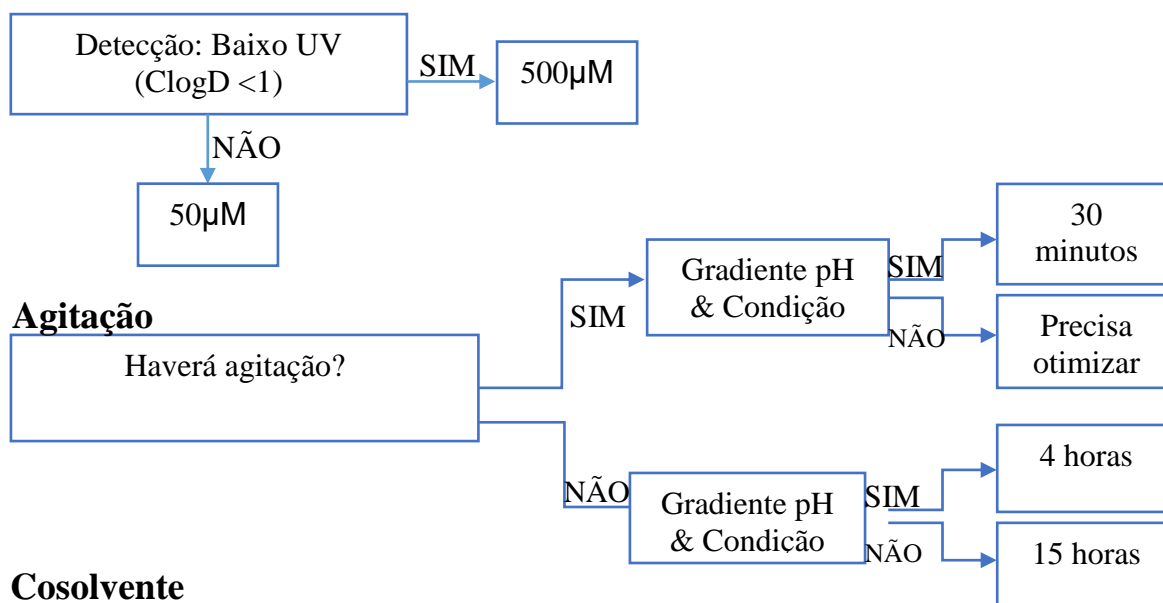 Detecção: Baixo UV
(ClogD <1)
SIM
500µM
NÃO
50µM
Agitação
Haverá agitação?
SIM
Gradiente pH
& Condição
SIM
30
minutos
NÃO
Precisa
otimizar
NÃO
Gradiente pH
& Condição
SIM
4 horas
NÃO
15 horas
Cosolvente